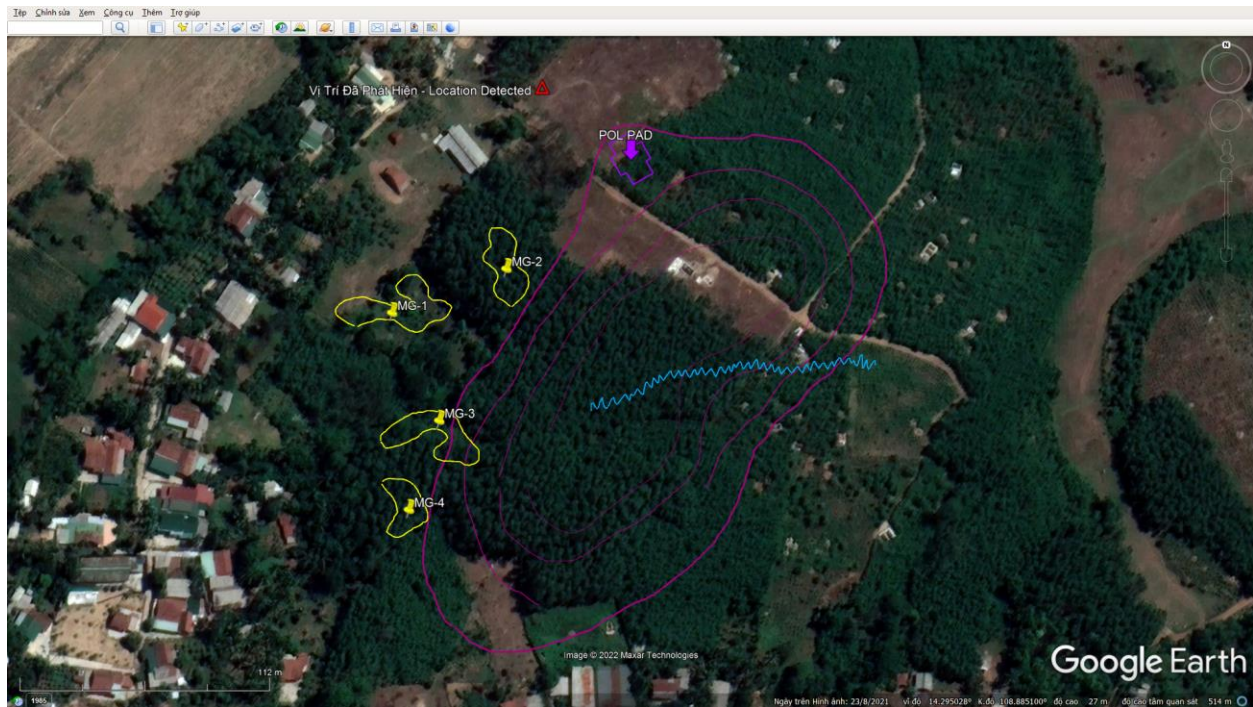 Tệp Chỉnh sửa Xem Công cụ Thêm Trợ giúp
N
Vị Trí Đã Phát Hiện - Location Detected
POL PAD
MG-2
MG-1
MG-3
MG-4
Image © 2022 Maxar Technologies
Google Earth
112 m
1985
Ngày trên Hình ảnh: 23/8/2021 vĩ độ 14.295028° K.độ 108.885100° độ cao 27 m độ cao tầm quan sát 514 m